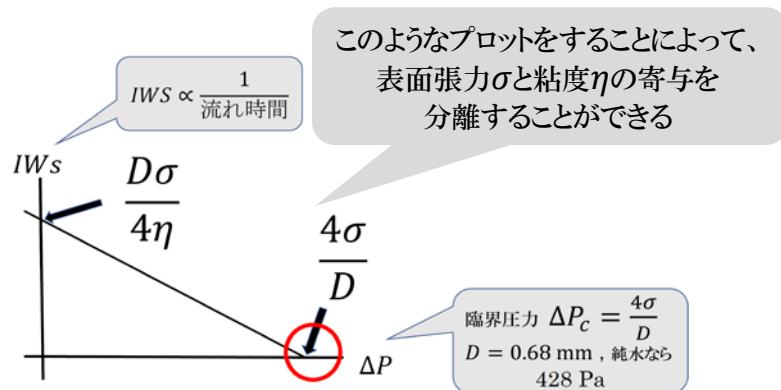 このようなプロットをすることによって、
表面張力σと粘度ηの寄与を
分離することができる
IWS ∝ 1/流れ時間
IWs
Dσ/4η
4σ/D
ΔP
臨界圧力 ΔP_c = 4σ/D
D = 0.68 mm , 純水なら
428 Pa